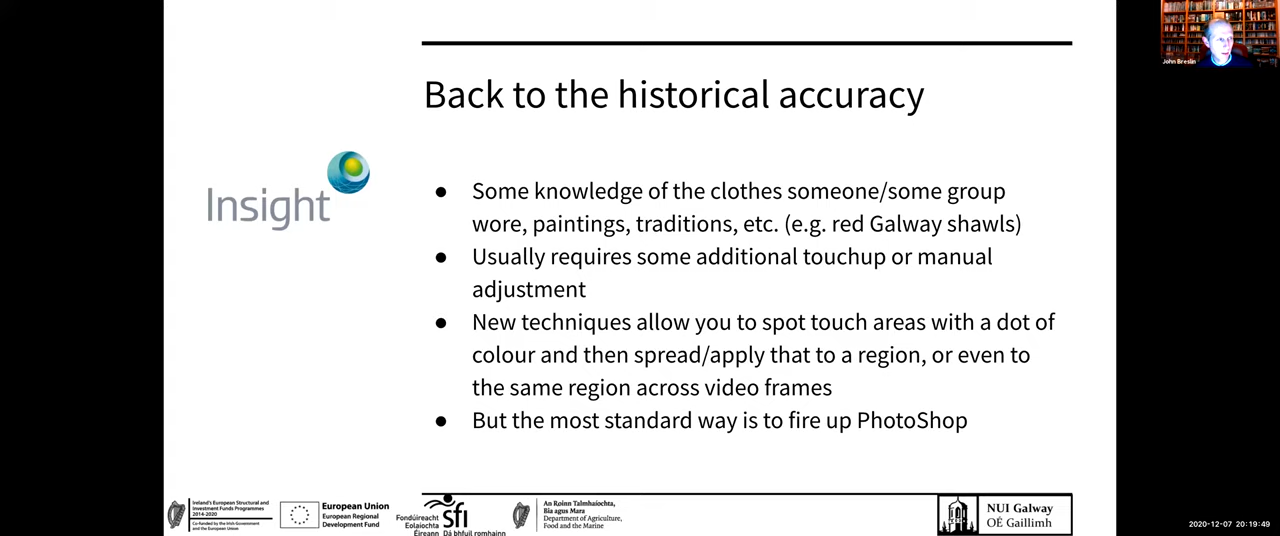 John Breslin
Back to the historical accuracy
Insight
● Some knowledge of the clothes someone/some group
wore, paintings, traditions, etc. (e.g. red Galway shawls)
● Usually requires some additional touchup or manual
adjustment
● New techniques allow you to spot touch areas with a dot of
colour and then spread/apply that to a region, or even to
the same region across video frames
● But the most standard way is to fire up PhotoShop
Ireland's European Structural and
Investment Funds Programmes
2014-2020
Co-funded by the Irish Government
and the European Union
European Union
European Regional
Development Fund
Fondúireacht
Eolaíochta
Éireann
sfi
Dá bhfuil romhainn
An Roinn Talmhaíochta,
Bia agus Mara
Department of Agriculture,
Food and the Marine
NUI Galway
OÉ Gaillimh
2020-12-07 20:19:49